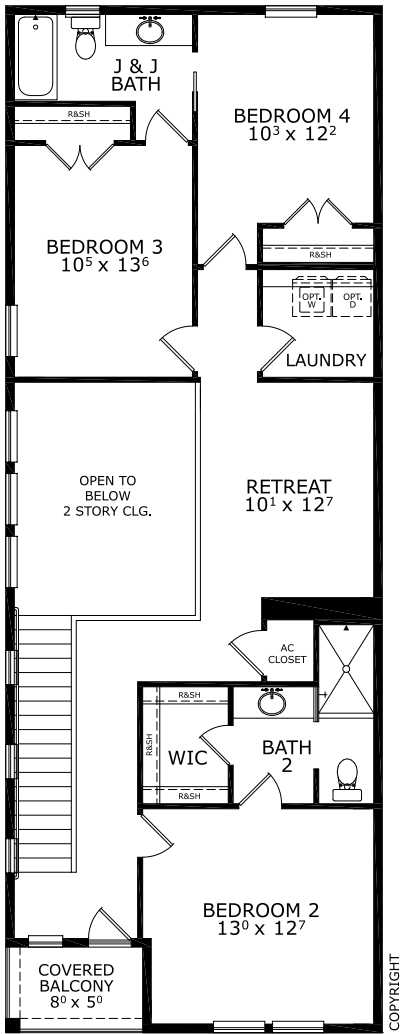 J & J
BATH
R&SH
BEDROOM 4
10³ x 12²
BEDROOM 3
10⁵ x 13⁶
R&SH
OPT. W
OPT. D
LAUNDRY
OPEN TO
BELOW
2 STORY CLG.
RETREAT
10¹ x 12⁷
AC
CLOSET
R&SH
R&SH
WIC
R&SH
BATH
2
BEDROOM 2
13⁰ x 12⁷
COVERED
BALCONY
8⁰ x 5⁰
COPYRIGHT